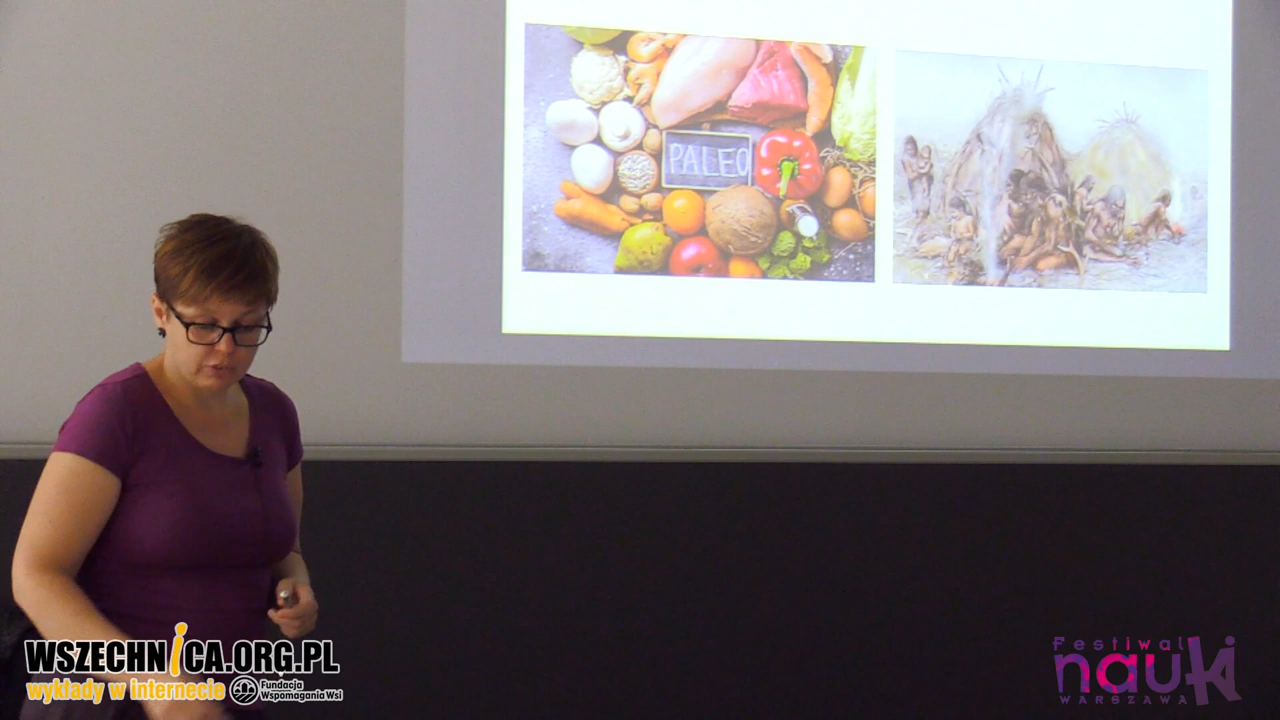 PALEO
WSZECHNICA.ORG.PL
wykłady w internecie
Fundacja
Wspomagania Wsi
Festiwal
nauki
WARSZAWA